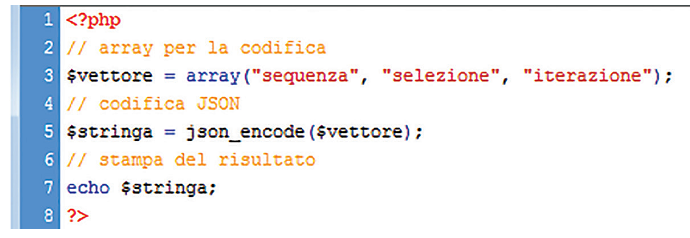 1 <?php
2 // array per la codifica
3 $vettore = array("sequenza", "selezione", "iterazione");
4 // codifica JSON
5 $stringa = json_encode($vettore);
6 // stampa del risultato
7 echo $stringa;
8 ?>